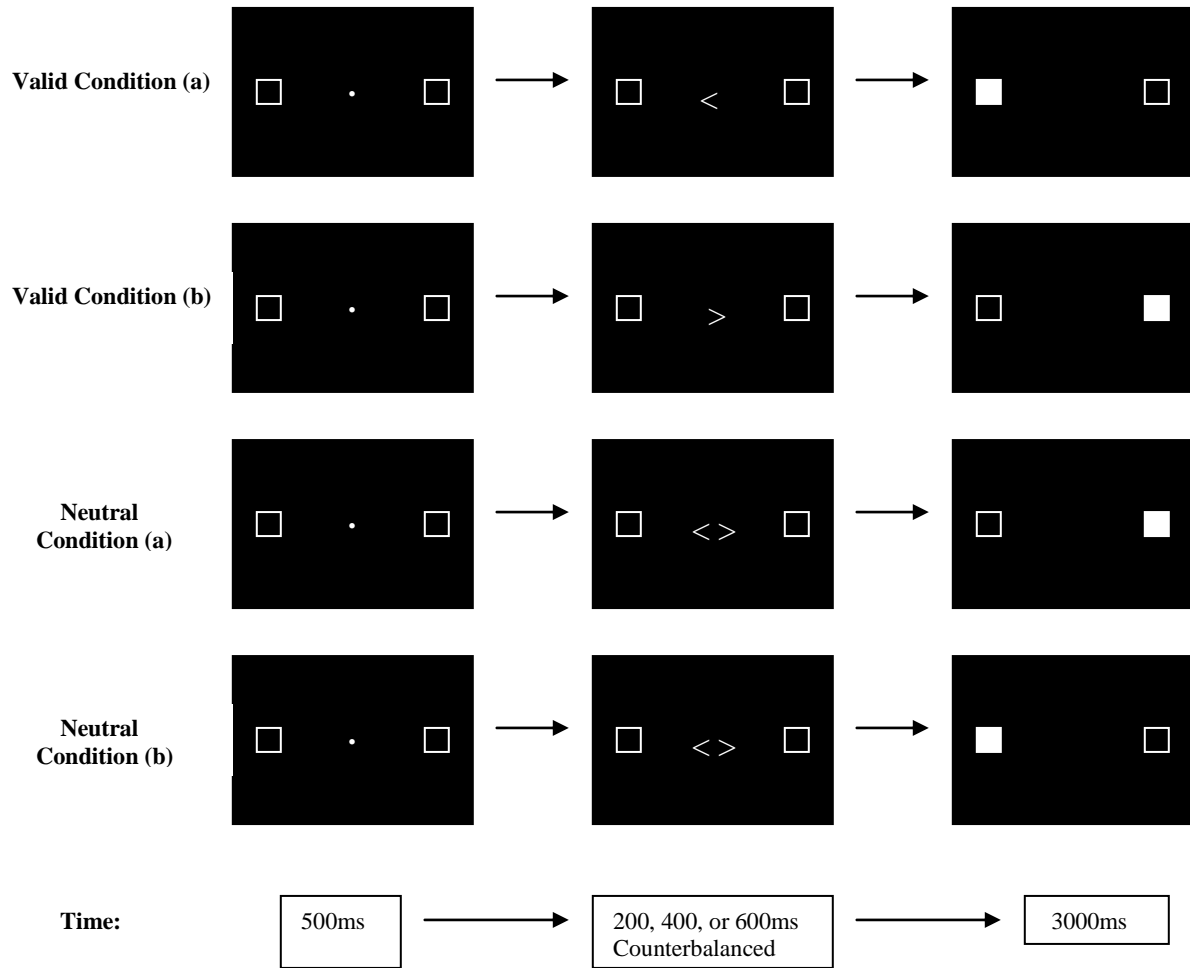 Valid Condition (a)
<
Valid Condition (b)
>
Neutral
Condition (a)
< >
Neutral
Condition (b)
< >
Time:
500ms
200, 400, or 600ms
Counterbalanced
3000ms